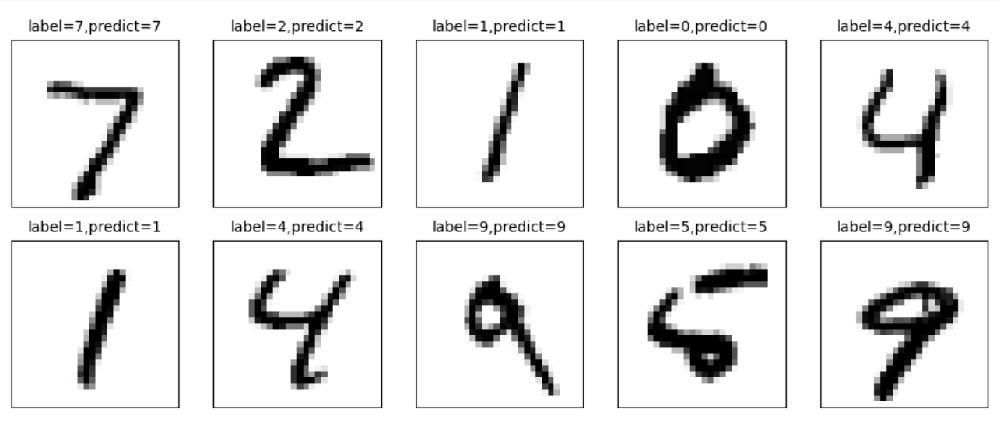 label=7,predict=7 label=2,predict=2 label=1,predict=1 label=0,predict=0 label=4,predict=4
7 2 1 0 4
label=1,predict=1 label=4,predict=4 label=9,predict=9 label=5,predict=5 label=9,predict=9
1 4 9 5 9